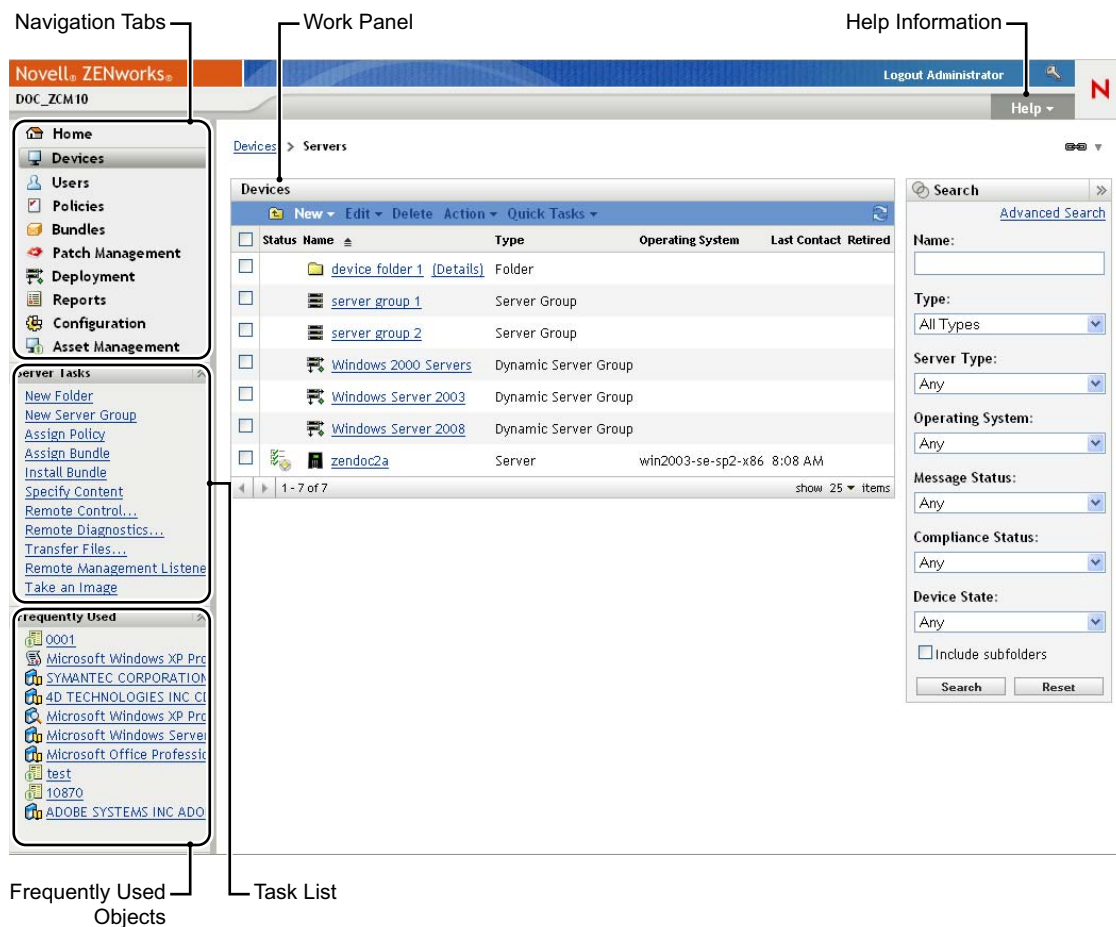 Navigation Tabs
Work Panel
Help Information
Novell® ZENworks®
Logout Administrator
N
DOC_ZCM10
Help
Home
Devices
Users
Policies
Bundles
Patch Management
Deployment
Reports
Configuration
Asset Management
Server Tasks
New Folder
New Server Group
Assign Policy
Assign Bundle
Install Bundle
Specify Content
Remote Control...
Remote Diagnostics...
Transfer Files...
Remote Management Listene
Take an Image
Frequently Used
0001
Microsoft Windows XP Pro
SYMANTEC CORPORATION
4D TECHNOLOGIES INC CD
Microsoft Windows XP Pro
Microsoft Windows Server
Microsoft Office Professio
test
10870
ADOBE SYSTEMS INC ADO
Devices > Servers
Devices
New Edit Delete Action Quick Tasks
Status Name Type Operating System Last Contact Retired
device folder 1 (Details) Folder
server group 1 Server Group
server group 2 Server Group
Windows 2000 Servers Dynamic Server Group
Windows Server 2003 Dynamic Server Group
Windows Server 2008 Dynamic Server Group
zendoc2a Server win2003-se-sp2-x86 8:08 AM
1 - 7 of 7 show 25 items
Search
Advanced Search
Name:
Type:
All Types
Server Type:
Any
Operating System:
Any
Message Status:
Any
Compliance Status:
Any
Device State:
Any
Include subfolders
Search Reset
Frequently Used
Objects
Task List